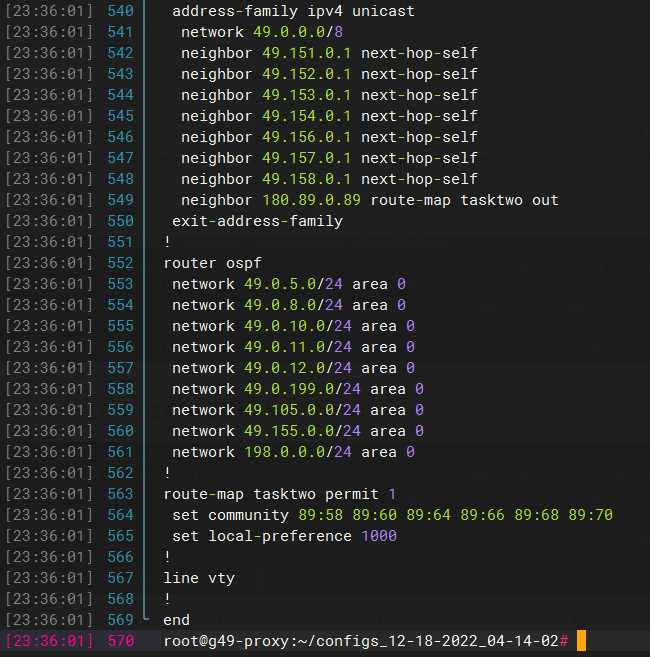 [23:36:01] 540 address-family ipv4 unicast
[23:36:01] 541 network 49.0.0.0/8
[23:36:01] 542 neighbor 49.151.0.1 next-hop-self
[23:36:01] 543 neighbor 49.152.0.1 next-hop-self
[23:36:01] 544 neighbor 49.153.0.1 next-hop-self
[23:36:01] 545 neighbor 49.154.0.1 next-hop-self
[23:36:01] 546 neighbor 49.156.0.1 next-hop-self
[23:36:01] 547 neighbor 49.157.0.1 next-hop-self
[23:36:01] 548 neighbor 49.158.0.1 next-hop-self
[23:36:01] 549 neighbor 180.89.0.89 route-map tasktwo out
[23:36:01] 550 exit-address-family
[23:36:01] 551 !
[23:36:01] 552 router ospf
[23:36:01] 553 network 49.0.5.0/24 area 0
[23:36:01] 554 network 49.0.8.0/24 area 0
[23:36:01] 555 network 49.0.10.0/24 area 0
[23:36:01] 556 network 49.0.11.0/24 area 0
[23:36:01] 557 network 49.0.12.0/24 area 0
[23:36:01] 558 network 49.0.199.0/24 area 0
[23:36:01] 559 network 49.105.0.0/24 area 0
[23:36:01] 560 network 49.155.0.0/24 area 0
[23:36:01] 561 network 198.0.0.0/24 area 0
[23:36:01] 562 !
[23:36:01] 563 route-map tasktwo permit 1
[23:36:01] 564 set community 89:58 89:60 89:64 89:66 89:68 89:70
[23:36:01] 565 set local-preference 1000
[23:36:01] 566 !
[23:36:01] 567 line vty
[23:36:01] 568 !
[23:36:01] 569 end
[23:36:01] 570 root@g49-proxy:~/configs_12-18-2022_04-14-02#